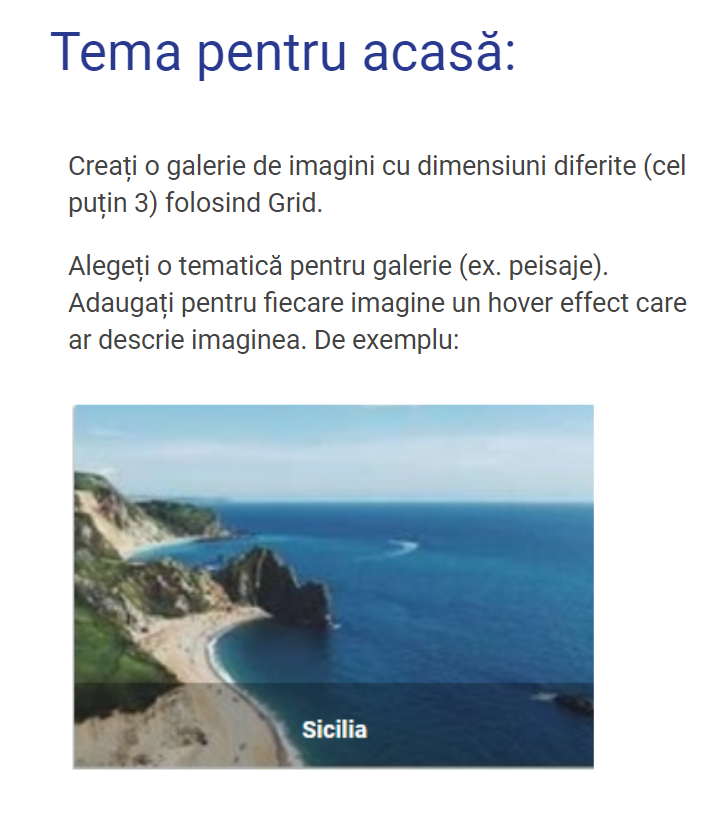 Tema pentru acasă:
Creați o galerie de imagini cu dimensiuni diferite (cel
puțin 3) folosind Grid.
Alegeți o tematică pentru galerie (ex. peisaje).
Adaugați pentru fiecare imagine un hover effect care
ar descrie imaginea. De exemplu:
Sicilia